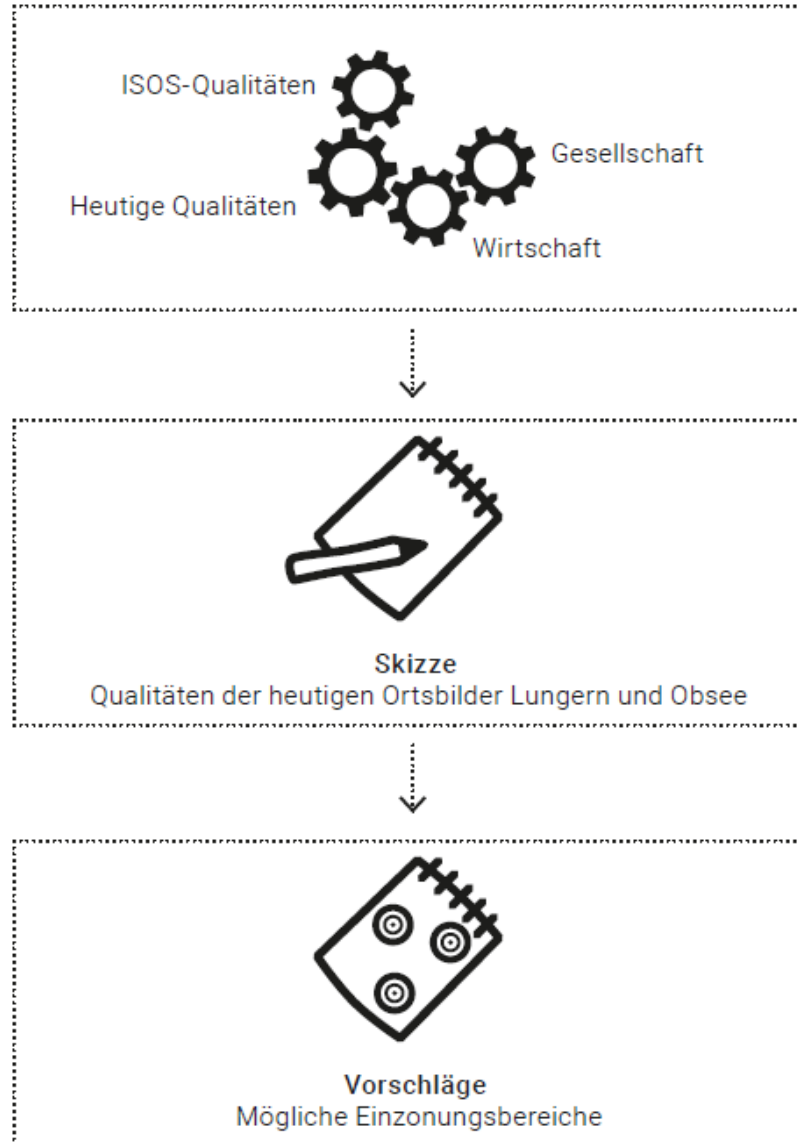 ISOS-Qualitäten
Gesellschaft
Heutige Qualitäten
Wirtschaft
Skizze
Qualitäten der heutigen Ortsbilder Lungern und Obsee
Vorschläge
Mögliche Einzonungsbereiche